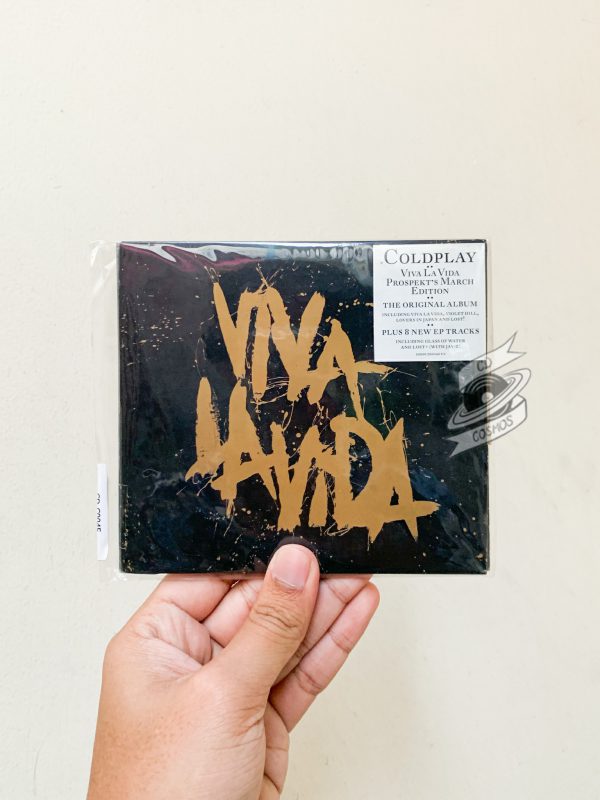 COLDPLAY
VIVA LA VIDA
PROSPEKT'S MARCH
EDITION
THE ORIGINAL ALBUM
INCLUDING VIVA LA VIDA, VIOLET HILL,
LOVERS IN JAPAN AND LOST!
PLUS 8 NEW EP TRACKS
INCLUDING GLASS OF WATER
AND LOST+ (WITH JAY-Z)
VIVA
LA VIDA
CD
COSMOS